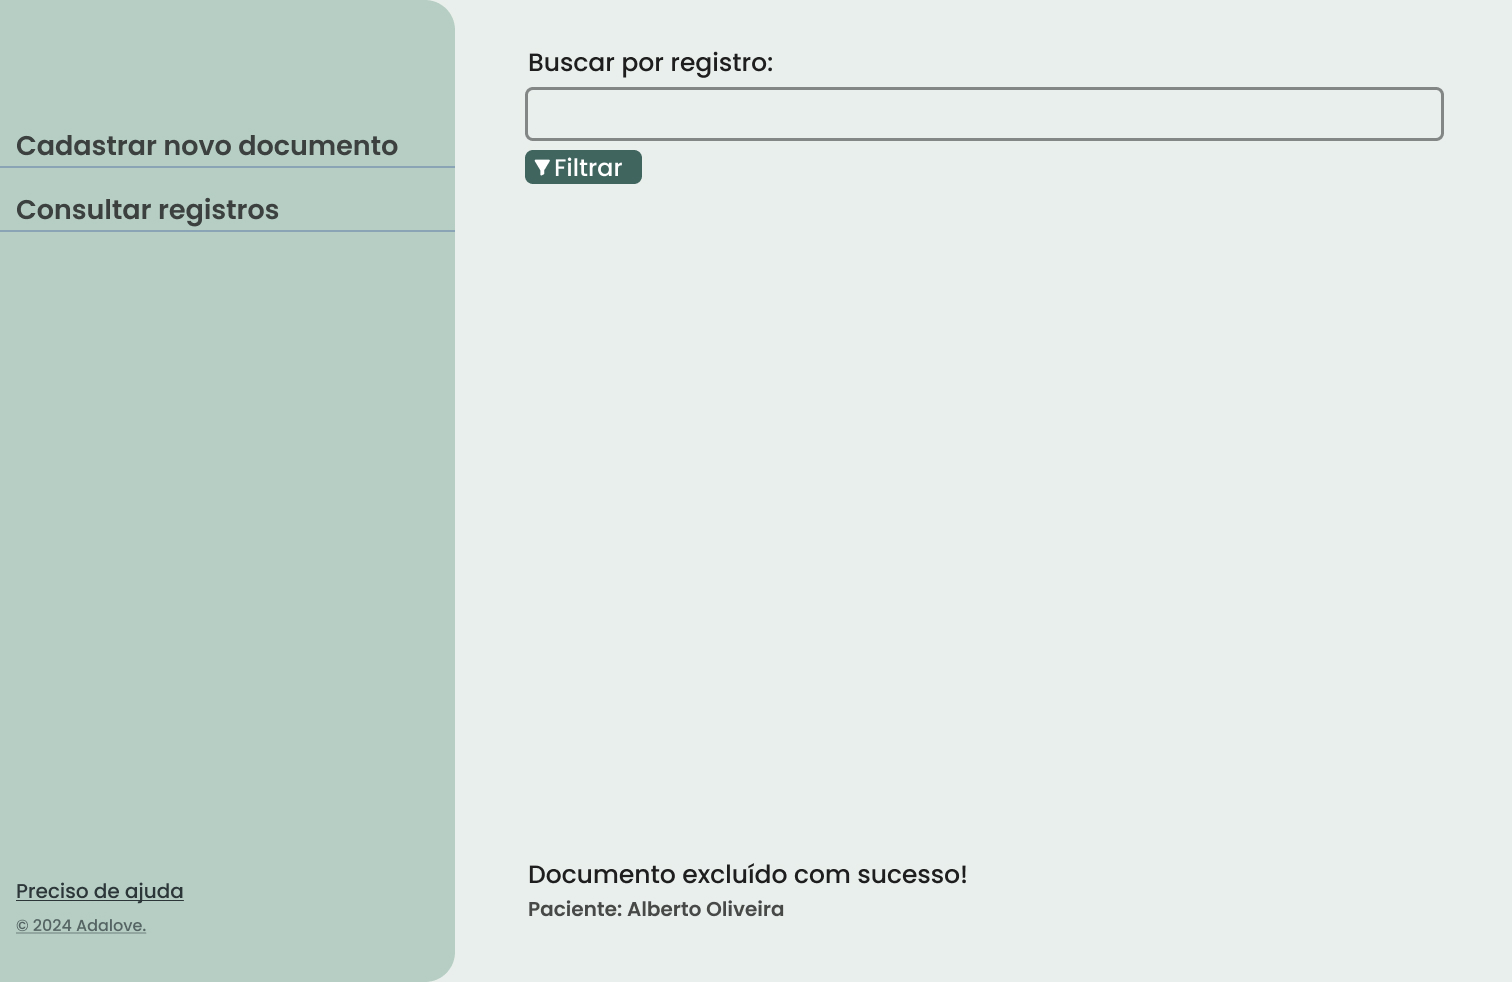 Cadastrar novo documento
Consultar registros
Preciso de ajuda
© 2024 Adalove.
Buscar por registro:
Filtrar
Documento excluído com sucesso!
Paciente: Alberto Oliveira